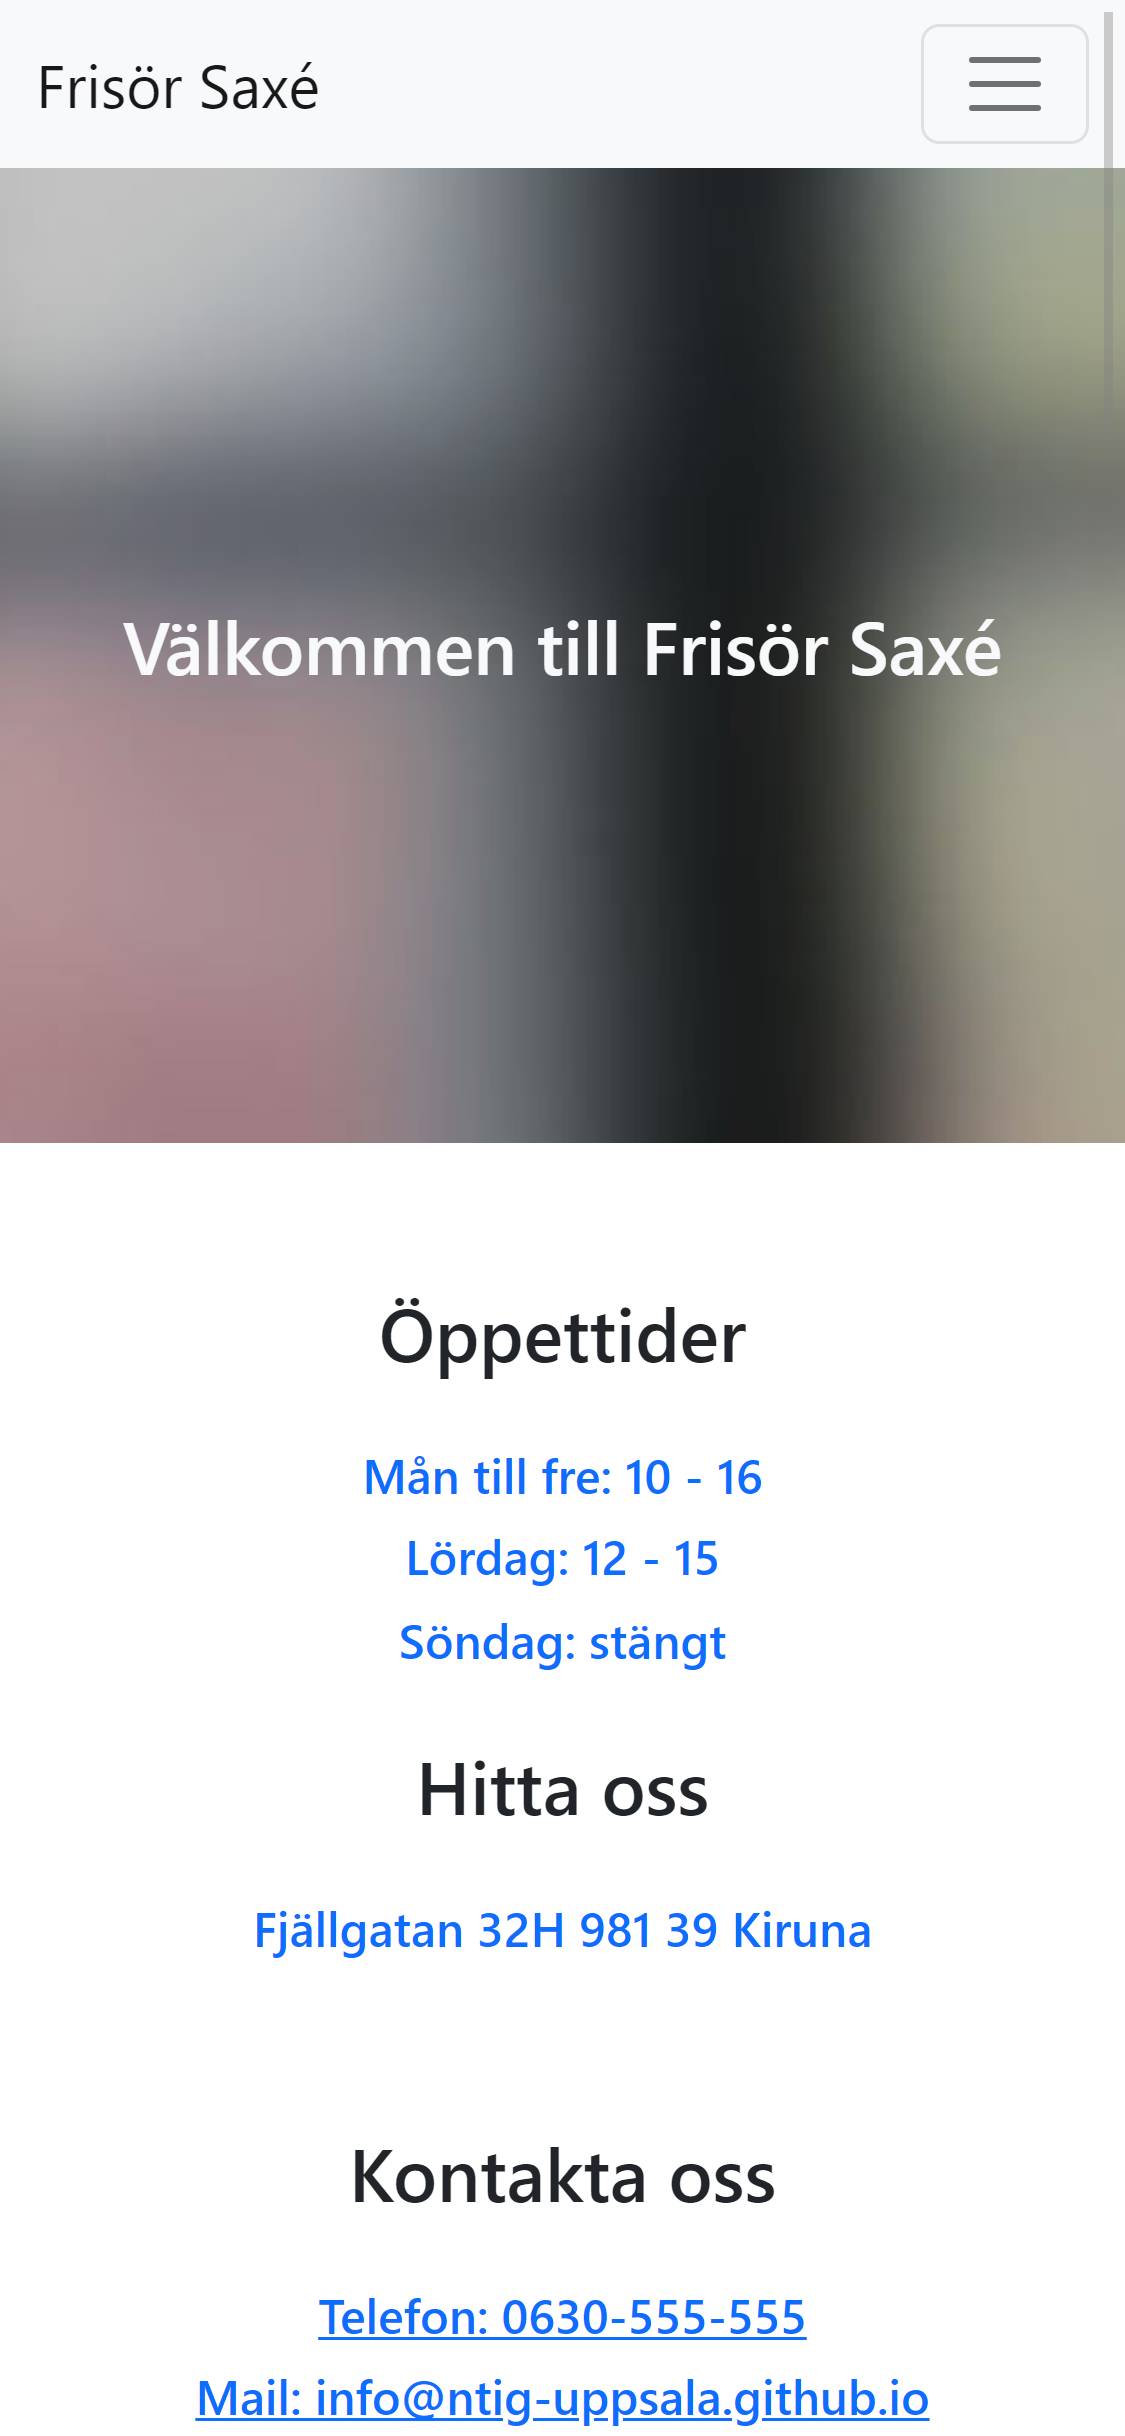 Frisör Saxé
Välkommen till Frisör Saxé
Öppettider
Mån till fre: 10 - 16
Lördag: 12 - 15
Söndag: stängt
Hitta oss
Fjällgatan 32H 981 39 Kiruna
Kontakta oss
Telefon: 0630-555-555
Mail: info@ntig-uppsala.github.io